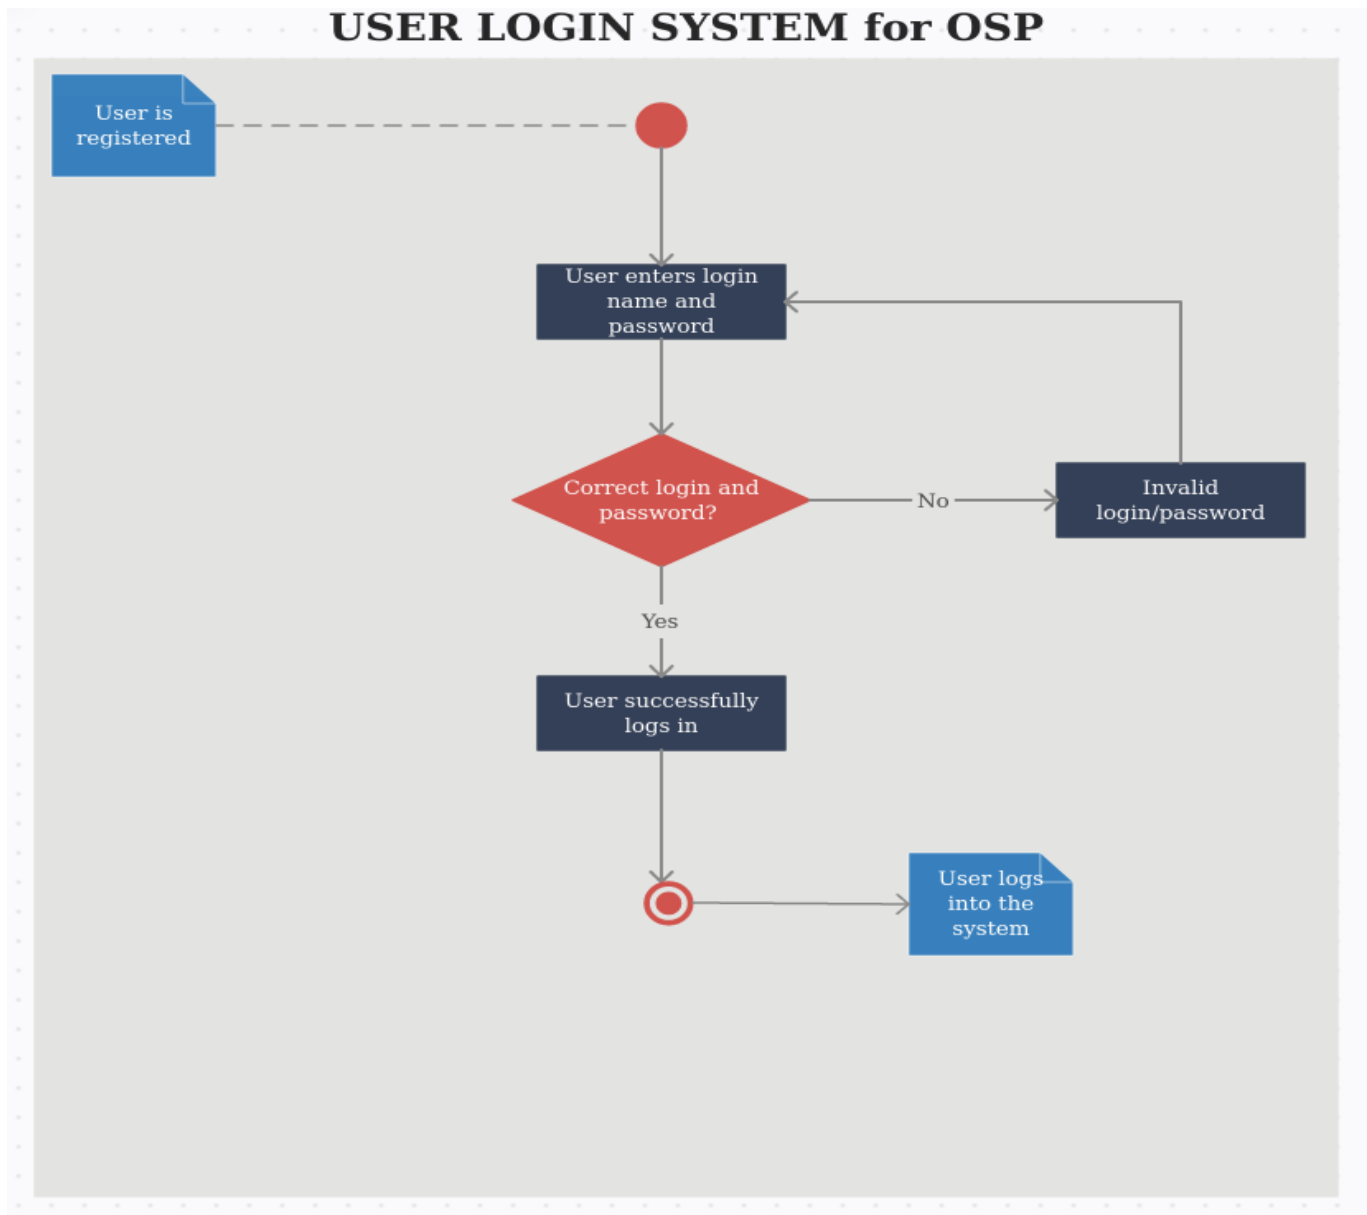 USER LOGIN SYSTEM for OSP
User is
registered
User enters login
name and
password
Correct login and
password?
No
Invalid
login/password
Yes
User successfully
logs in
User logs
into the
system